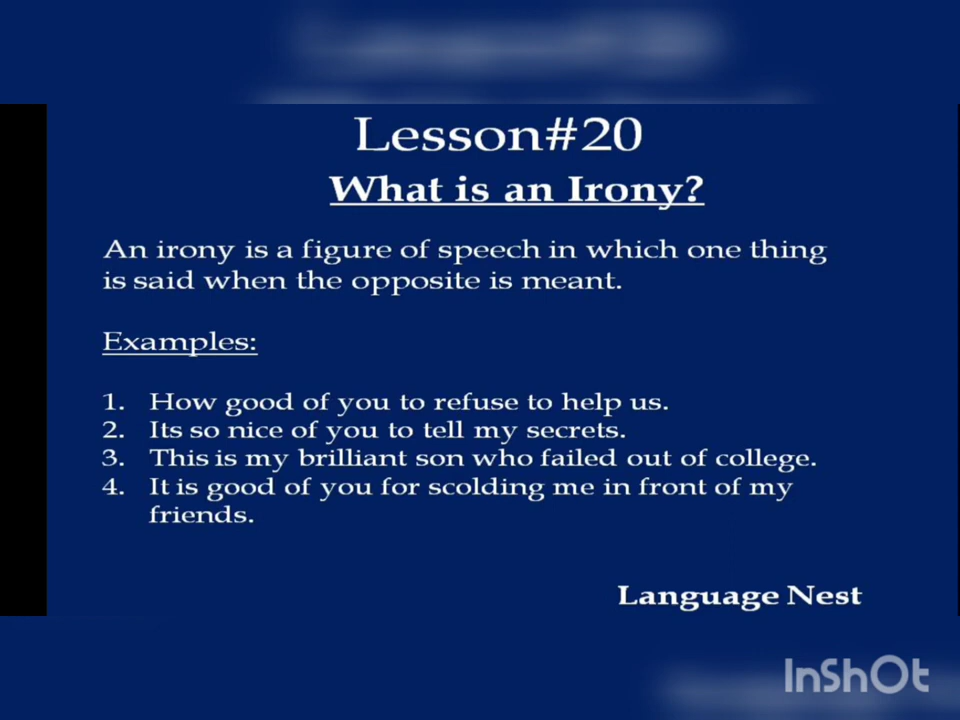 Lesson#20
What is an Irony?
An irony is a figure of speech in which one thing
is said when the opposite is meant.
Examples:
1. How good of you to refuse to help us.
2. Its so nice of you to tell my secrets.
3. This is my brilliant son who failed out of college.
4. It is good of you for scolding me in front of my
friends.
Language Nest
InShOt